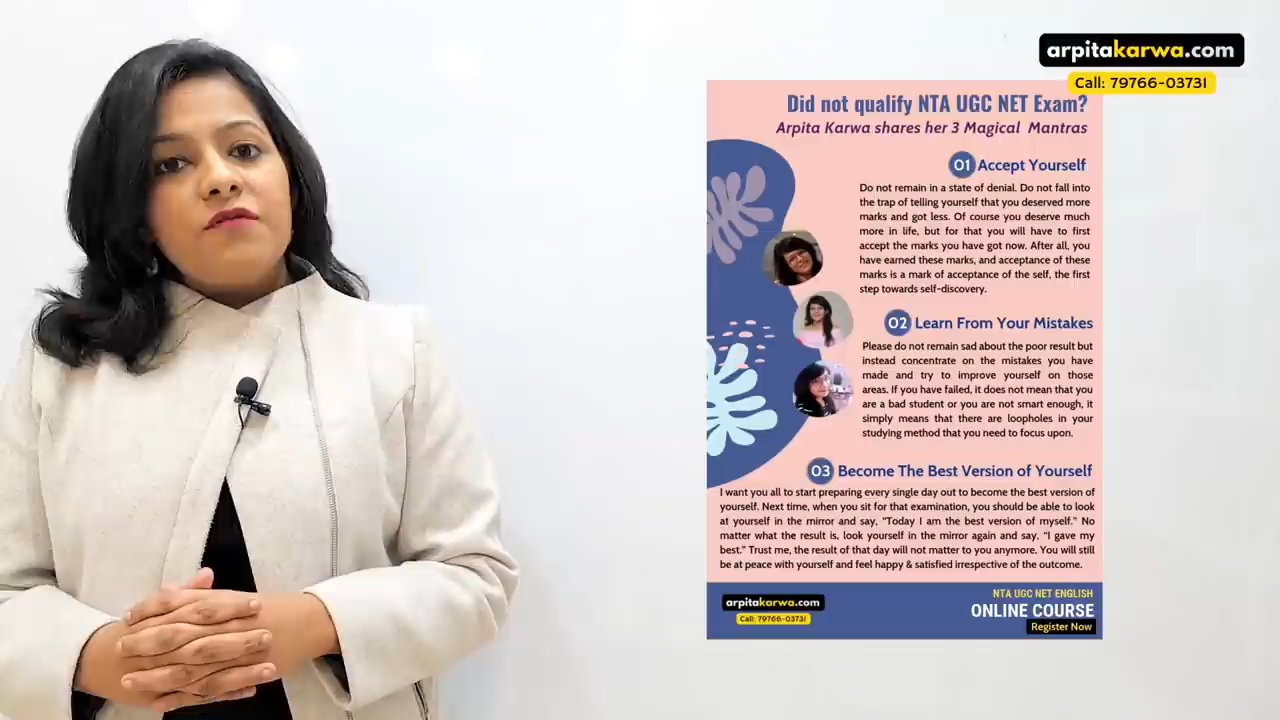 arpitakarwa.com
Call: 79766-03731
Did not qualify NTA UGC NET Exam?
Arpita Karwa shares her 3 Magical Mantras
01 Accept Yourself
Do not remain in a state of denial. Do not fall into
the trap of telling yourself that you deserved more
marks and got less. Of course you deserve much
more in life, but for that you will have to first
accept the marks you have got now. After all, you
have earned these marks, and acceptance of these
marks is a mark of acceptance of the self, the first
step towards self-discovery.
02 Learn From Your Mistakes
Please do not remain sad about the poor result but
instead concentrate on the mistakes you have
made and try to improve yourself on those
areas. If you have failed, it does not mean that you
are a bad student or you are not smart enough, it
simply means that there are loopholes in your
studying method that you need to focus upon.
03 Become The Best Version of Yourself
I want you all to start preparing every single day out to become the best version of
yourself. Next time, when you sit for that examination, you should be able to look
at yourself in the mirror and say, "Today I am the best version of myself." No
matter what the result is, look yourself in the mirror again and say, "I gave my
best." Trust me, the result of that day will not matter to you anymore. You will still
be at peace with yourself and feel happy & satisfied irrespective of the outcome.
arpitakarwa.com
Call: 79766-03731
NTA UGC NET ENGLISH
ONLINE COURSE
Register Now